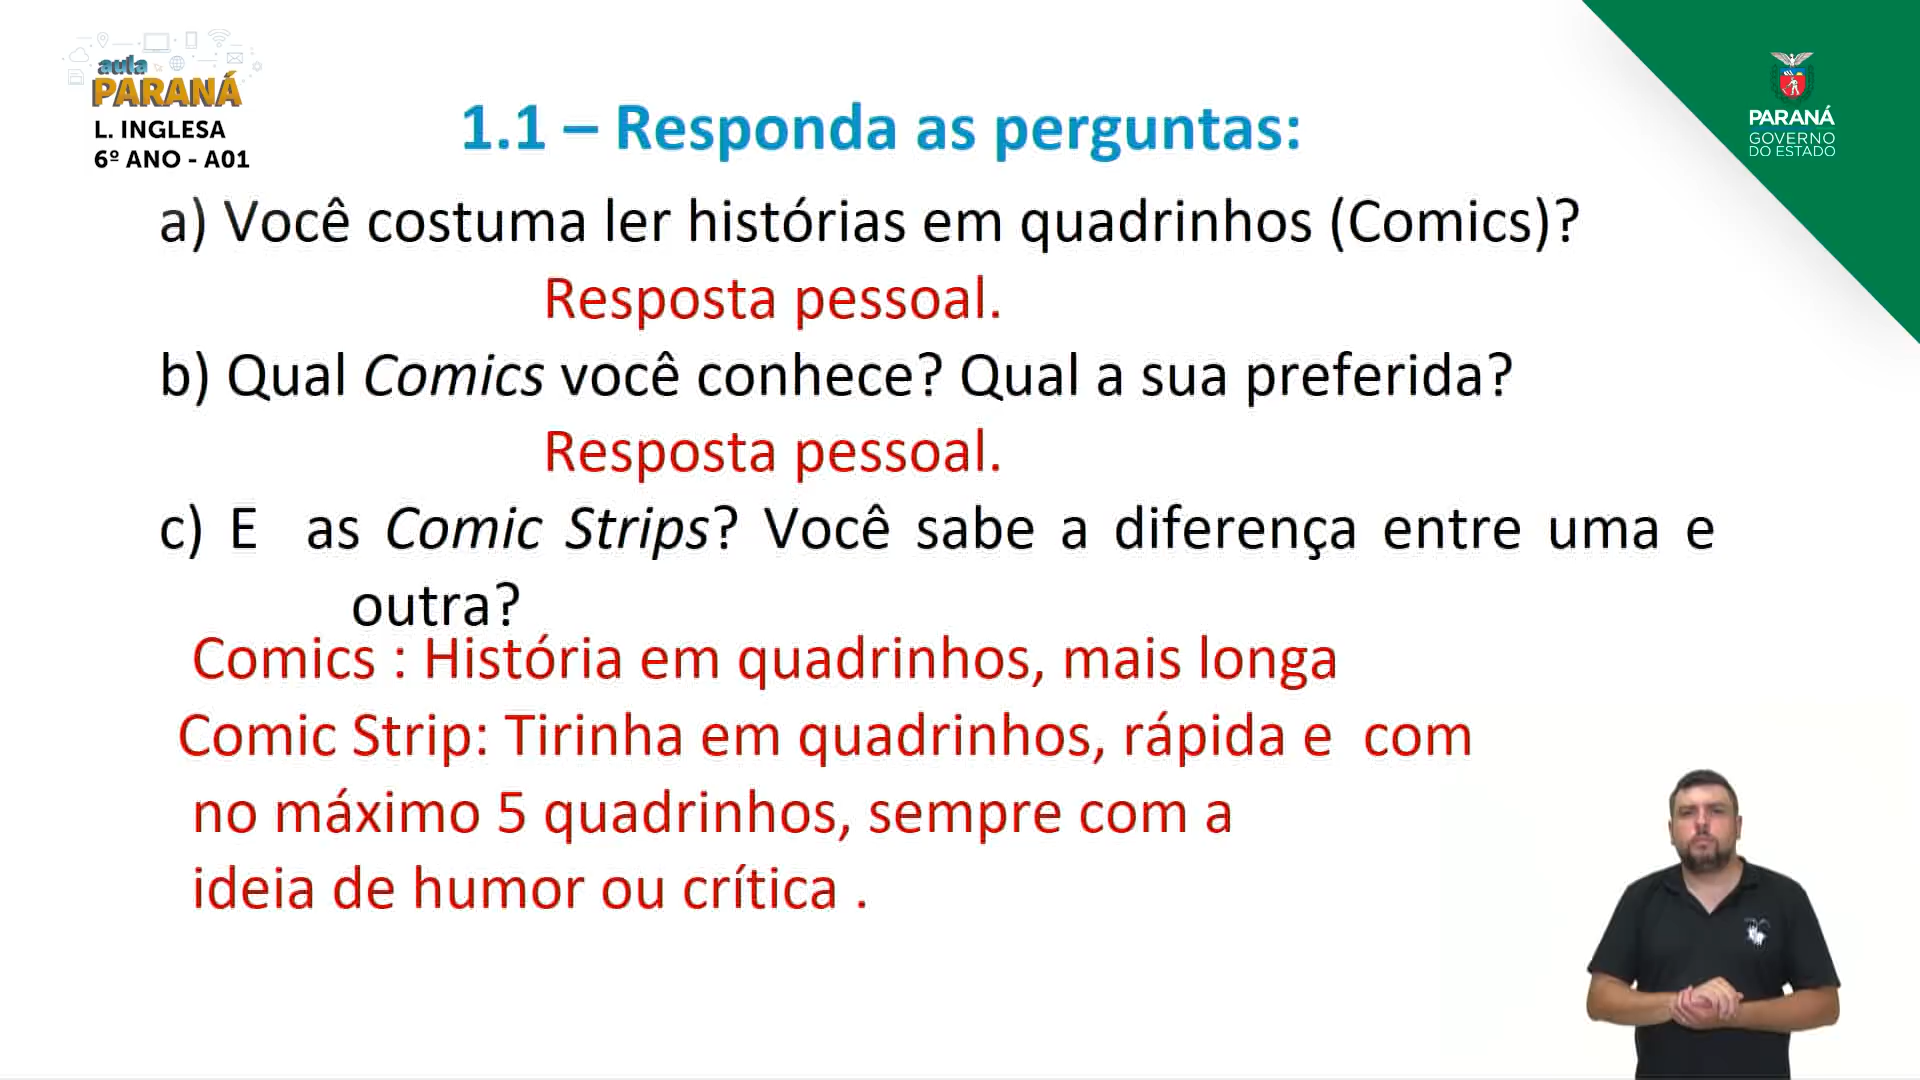 aula
PARANÁ
L. INGLESA
6º ANO - A01
PARANÁ
GOVERNO
DO ESTADO
1.1 – Responda as perguntas:
a) Você costuma ler histórias em quadrinhos (Comics)?
Resposta pessoal.
b) Qual Comics você conhece? Qual a sua preferida?
Resposta pessoal.
c) E as Comic Strips? Você sabe a diferença entre uma e
outra?
Comics : História em quadrinhos, mais longa
Comic Strip: Tirinha em quadrinhos, rápida e com
no máximo 5 quadrinhos, sempre com a
ideia de humor ou crítica .